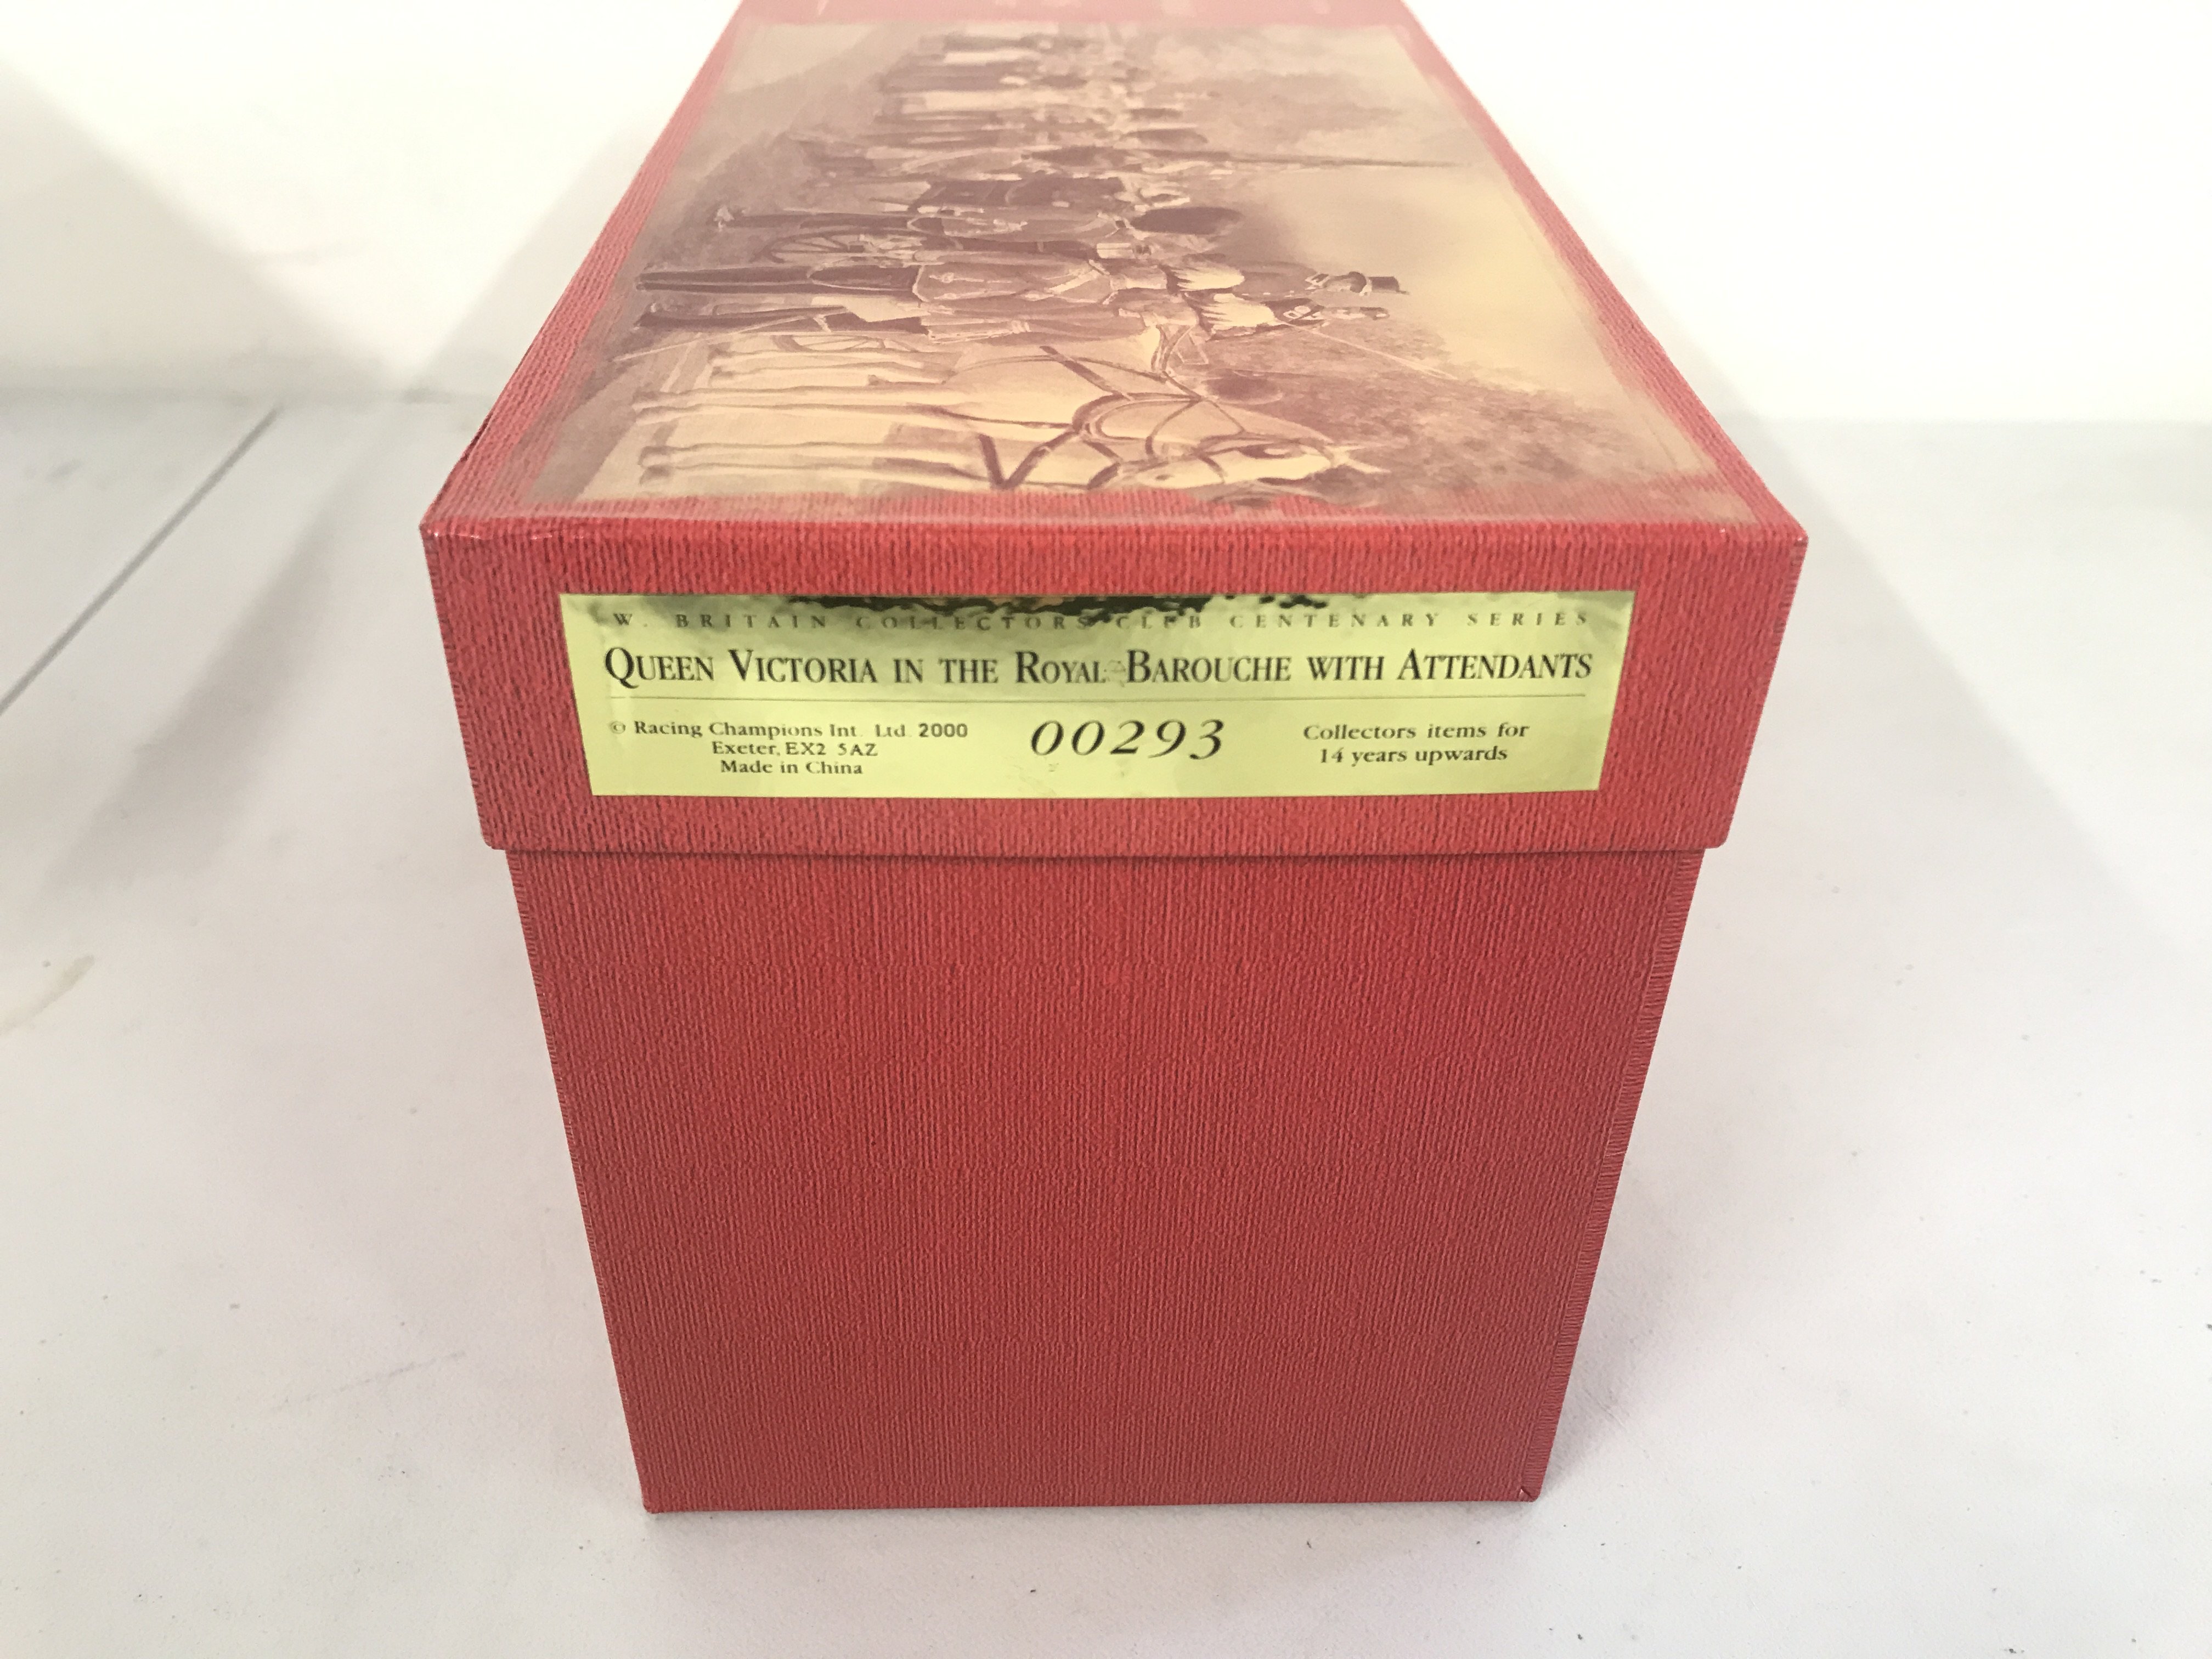 W. BRITAIN COLLECTORS CLUB CENTENARY SERIES
QUEEN VICTORIA IN THE ROYAL BAROUCHE WITH ATTENDANTS
© Racing Champions Int. Ltd. 2000
Exeter, EX2 5AZ
Made in China
00293
Collectors items for
14 years upwards